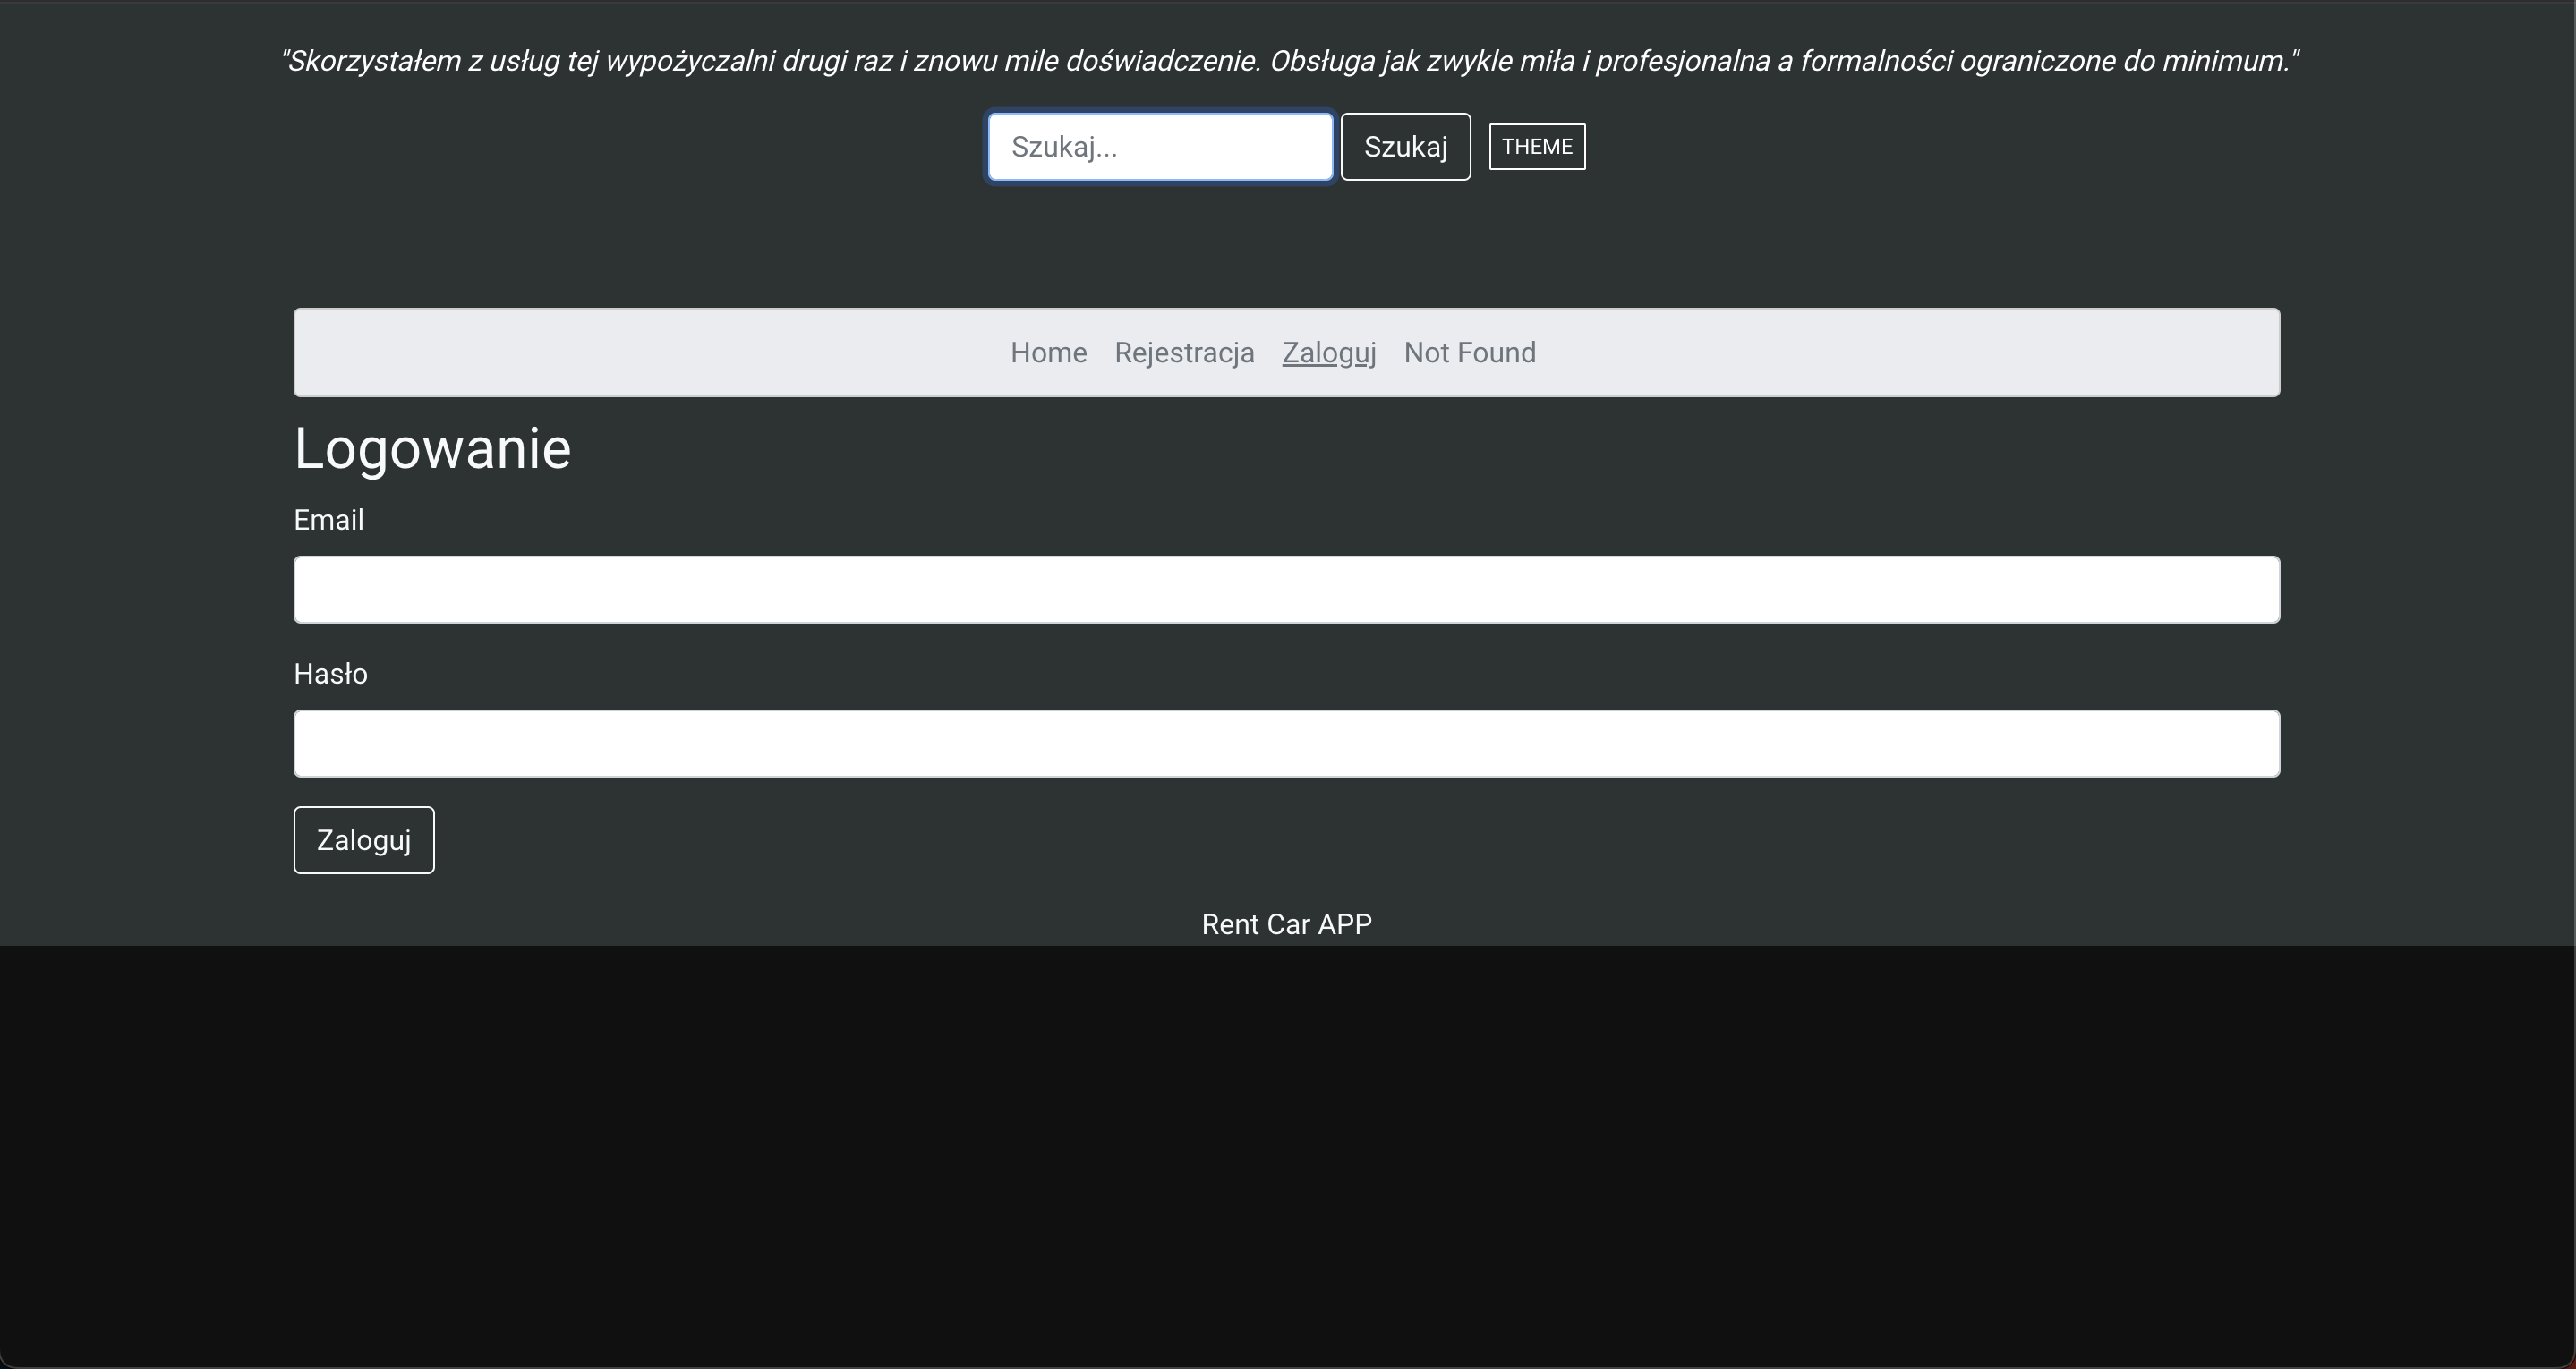 "Skorzystałem z usług tej wypożyczalni drugi raz i znowu mile doświadczenie. Obsługa jak zwykle miła i profesjonalna a formalności ograniczone do minimum."
Szukaj... Szukaj THEME
Home Rejestracja Zaloguj Not Found
Logowanie
Email
Hasło
Zaloguj
Rent Car APP